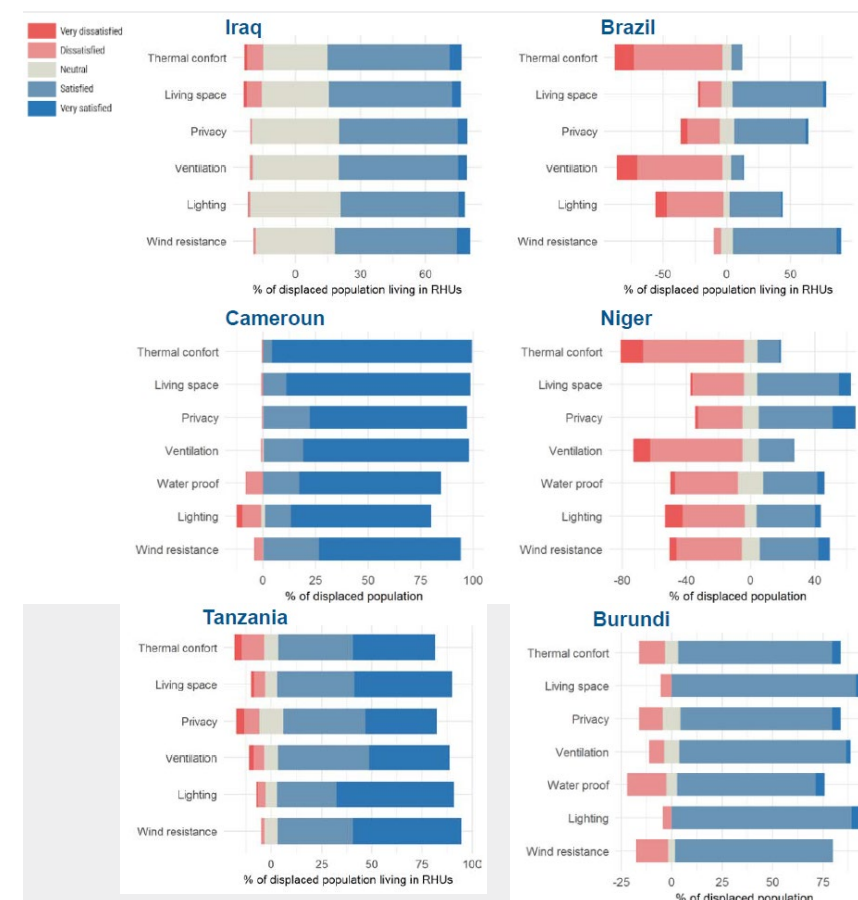 Very dissatisfied
Dissatisfied
Neutral
Satisfied
Very satisfied
Iraq
Thermal confort
Living space
Privacy
Ventilation
Lighting
Wind resistance
0 30 60
% of displaced population living in RHUs
Brazil
Thermal confort
Living space
Privacy
Ventilation
Lighting
Wind resistance
-50 0 50
% of displaced population living in RHUs
Cameroun
Thermal confort
Living space
Privacy
Ventilation
Water proof
Lighting
Wind resistance
0 25 50 75 100
% of displaced population
Niger
Thermal confort
Living space
Privacy
Ventilation
Water proof
Lighting
Wind resistance
-80 -40 0 40
% of displaced population
Tanzania
Thermal confort
Living space
Privacy
Ventilation
Lighting
Wind resistance
0 25 50 75 100
% of displaced population living in RHUs
Burundi
Thermal confort
Living space
Privacy
Ventilation
Water proof
Lighting
Wind resistance
-25 0 25 50 75
% of displaced population